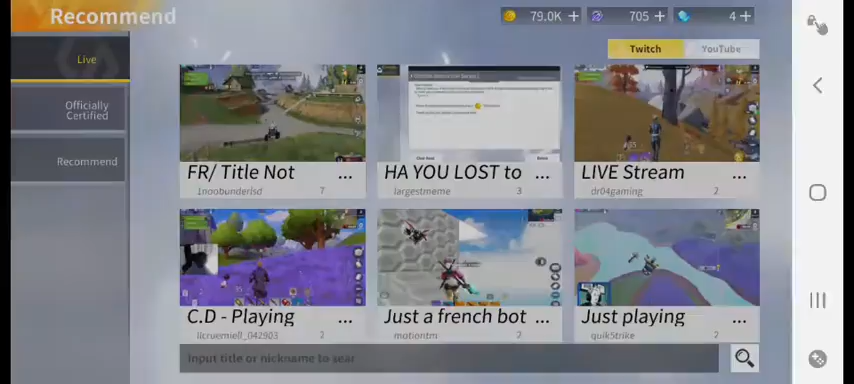 Recommend
79.0K
705
4
Live
Officially
Certified
Recommend
Twitch
YouTube
FR/ Title Not ...
1noobunderlsd 7
HA YOU LOST to ...
largestmeme 3
LIVE Stream ...
dr04gaming 2
C.D - Playing ...
2
Just a french bot ...
motiontm 2
Just playing ...
quik5trike 2
Input title or nickname to sear